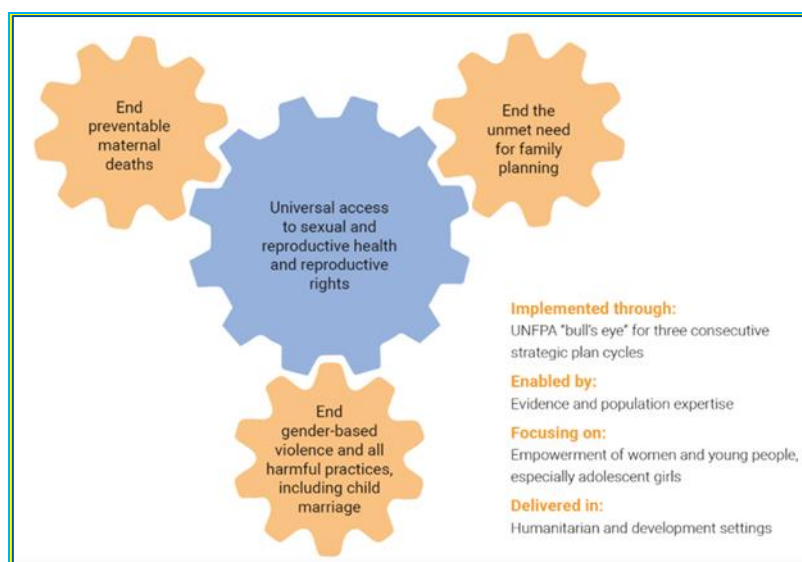 End
preventable
maternal
deaths
End the
unmet need
for family
planning
Universal access
to sexual and
reproductive health
and reproductive
rights
End
gender-based
violence and all
harmful practices,
including child
marriage
Implemented through:
UNFPA "bull's eye" for three consecutive
strategic plan cycles
Enabled by:
Evidence and population expertise
Focusing on:
Empowerment of women and young people,
especially adolescent girls
Delivered in:
Humanitarian and development settings